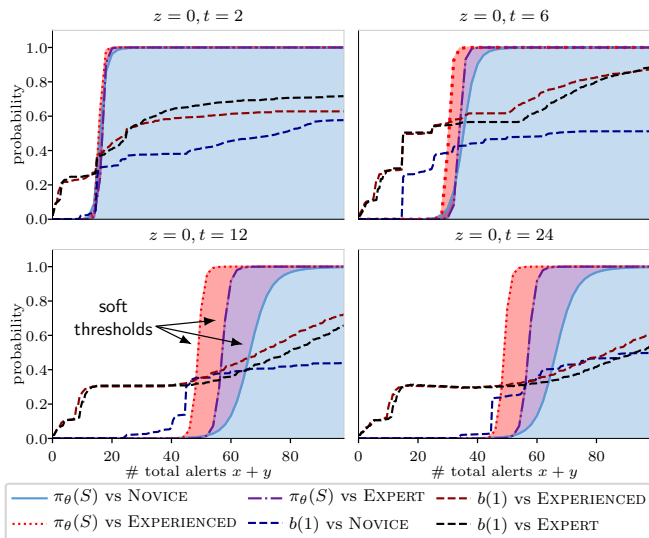 z = 0, t = 2
z = 0, t = 6
probability
1.0
0.8
0.6
0.4
0.2
0.0
z = 0, t = 12
z = 0, t = 24
probability
1.0
0.8
0.6
0.4
0.2
0.0
soft
thresholds
0 20 40 60 80
0 20 40 60 80
# total alerts x + y
# total alerts x + y
π_θ(S) vs NOVICE
π_θ(S) vs EXPERT
b(1) vs EXPERIENCED
π_θ(S) vs EXPERIENCED
b(1) vs NOVICE
b(1) vs EXPERT